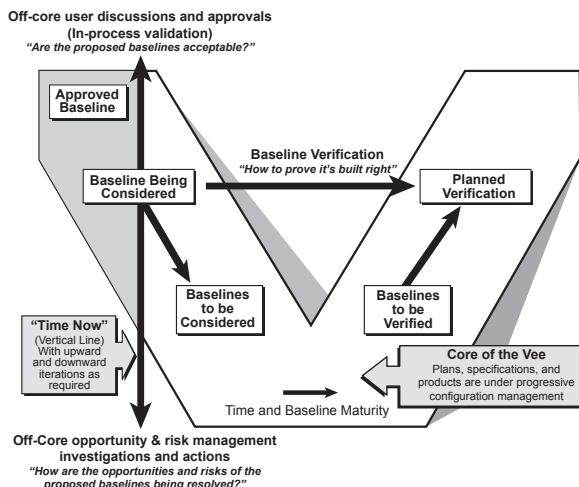 Off-core user discussions and approvals
(In-process validation)
“Are the proposed baselines acceptable?”
Approved
Baseline
Baseline Verification
“How to prove it’s built right”
Baseline Being
Considered
Planned
Verification
Baselines
to be
Considered
Baselines
to be
Verified
“Time Now”
(Vertical Line)
With upward
and downward
iterations as
required
Core of the Vee
Plans, specifications, and
products are under progressive
configuration management
Time and Baseline Maturity
Off-Core opportunity & risk management
investigations and actions
“How are the opportunities and risks of the
proposed baselines being resolved?”